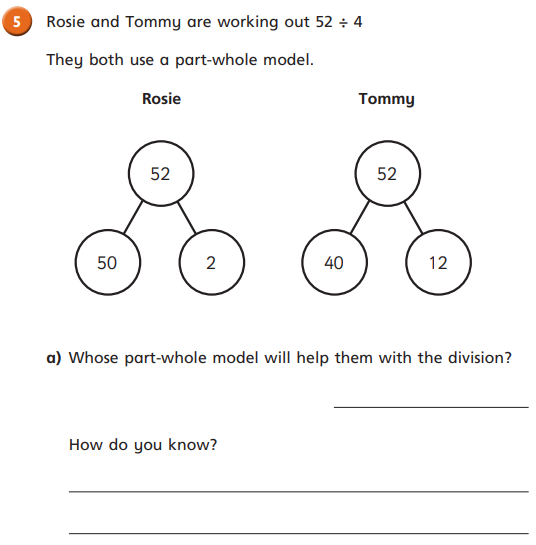 5 Rosie and Tommy are working out 52 ÷ 4
They both use a part-whole model.
Rosie Tommy
52 52
50 2 40 12
a) Whose part-whole model will help them with the division?
How do you know?